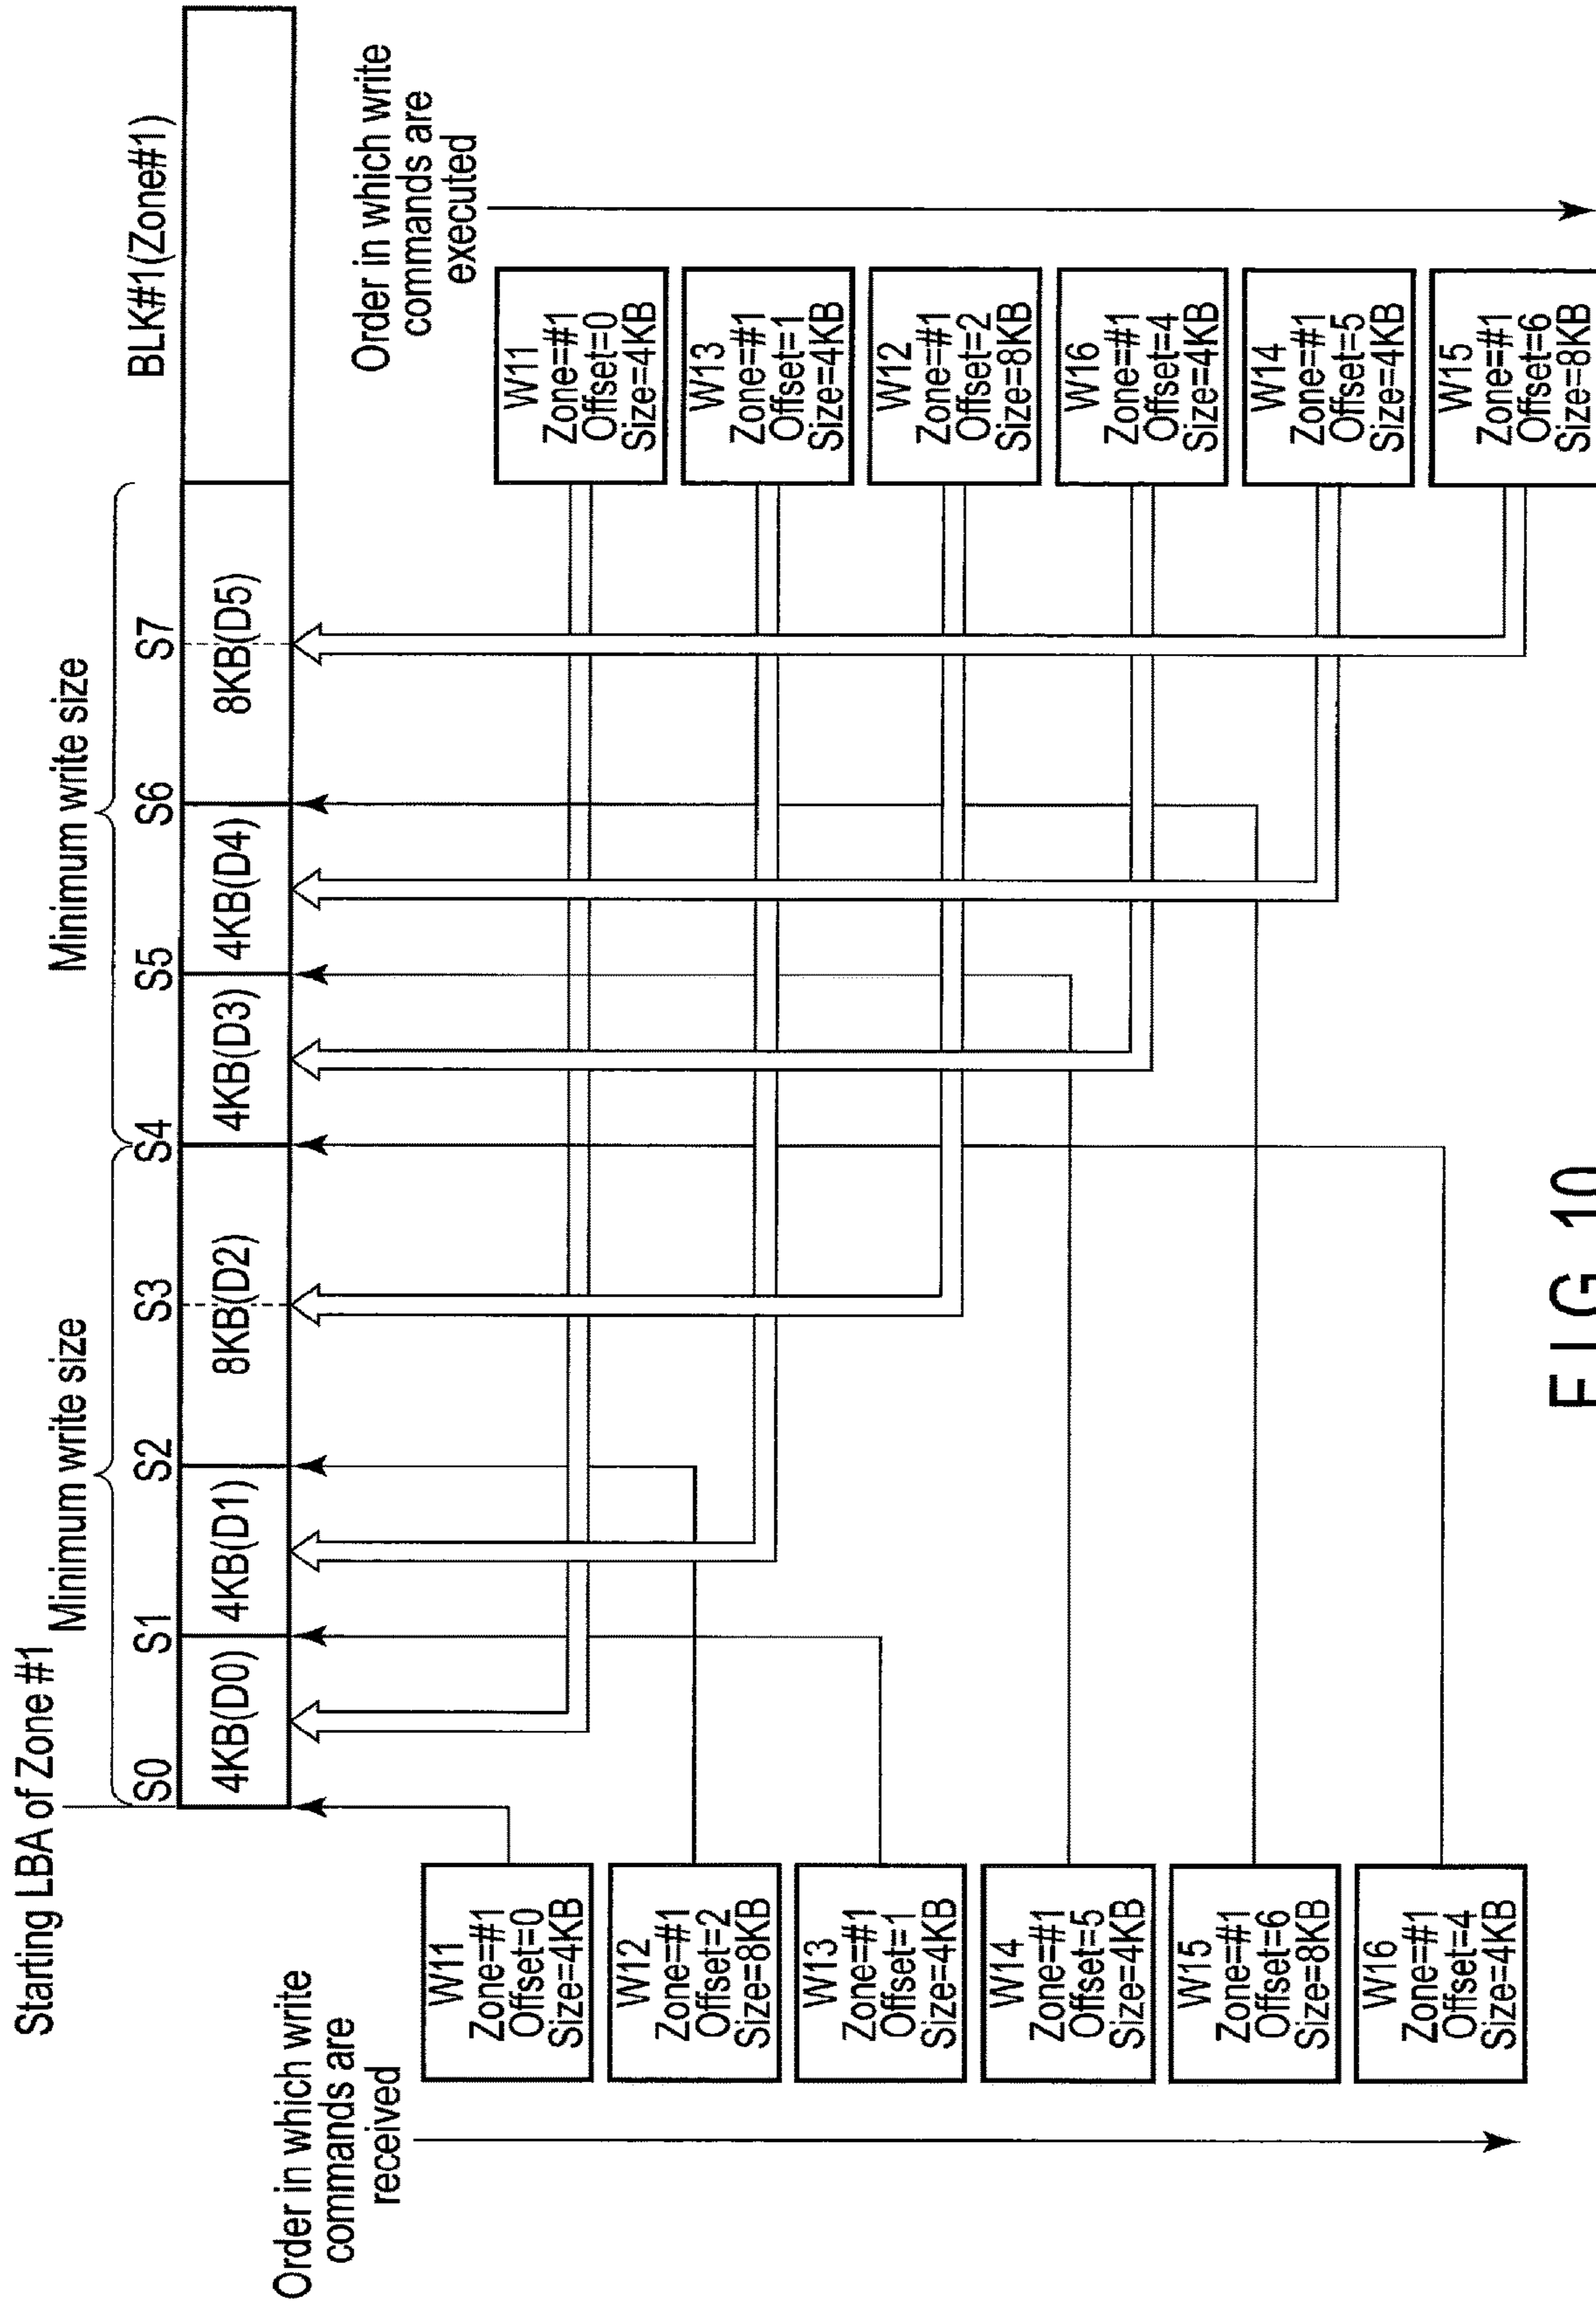 Starting LBA of Zone #1
Minimum write size
Minimum write size
S0
S1
S2
S3
S4
S5
S6
S7
BLK#1(Zone#1)
4KB(D0)
4KB(D1)
8KB(D2)
4KB(D3)
4KB(D4)
8KB(D5)
Order in which write
commands are
received
W11
Zone=#1
Offset=0
Size=4KB
W12
Zone=#1
Offset=2
Size=8KB
W13
Zone=#1
Offset=1
Size=4KB
W14
Zone=#1
Offset=5
Size=4KB
W15
Zone=#1
Offset=6
Size=8KB
W16
Zone=#1
Offset=4
Size=4KB
Order in which write
commands are
executed
W11
Zone=#1
Offset=0
Size=4KB
W13
Zone=#1
Offset=1
Size=4KB
W12
Zone=#1
Offset=2
Size=8KB
W16
Zone=#1
Offset=4
Size=4KB
W14
Zone=#1
Offset=5
Size=4KB
W15
Zone=#1
Offset=6
Size=8KB
FIG 10